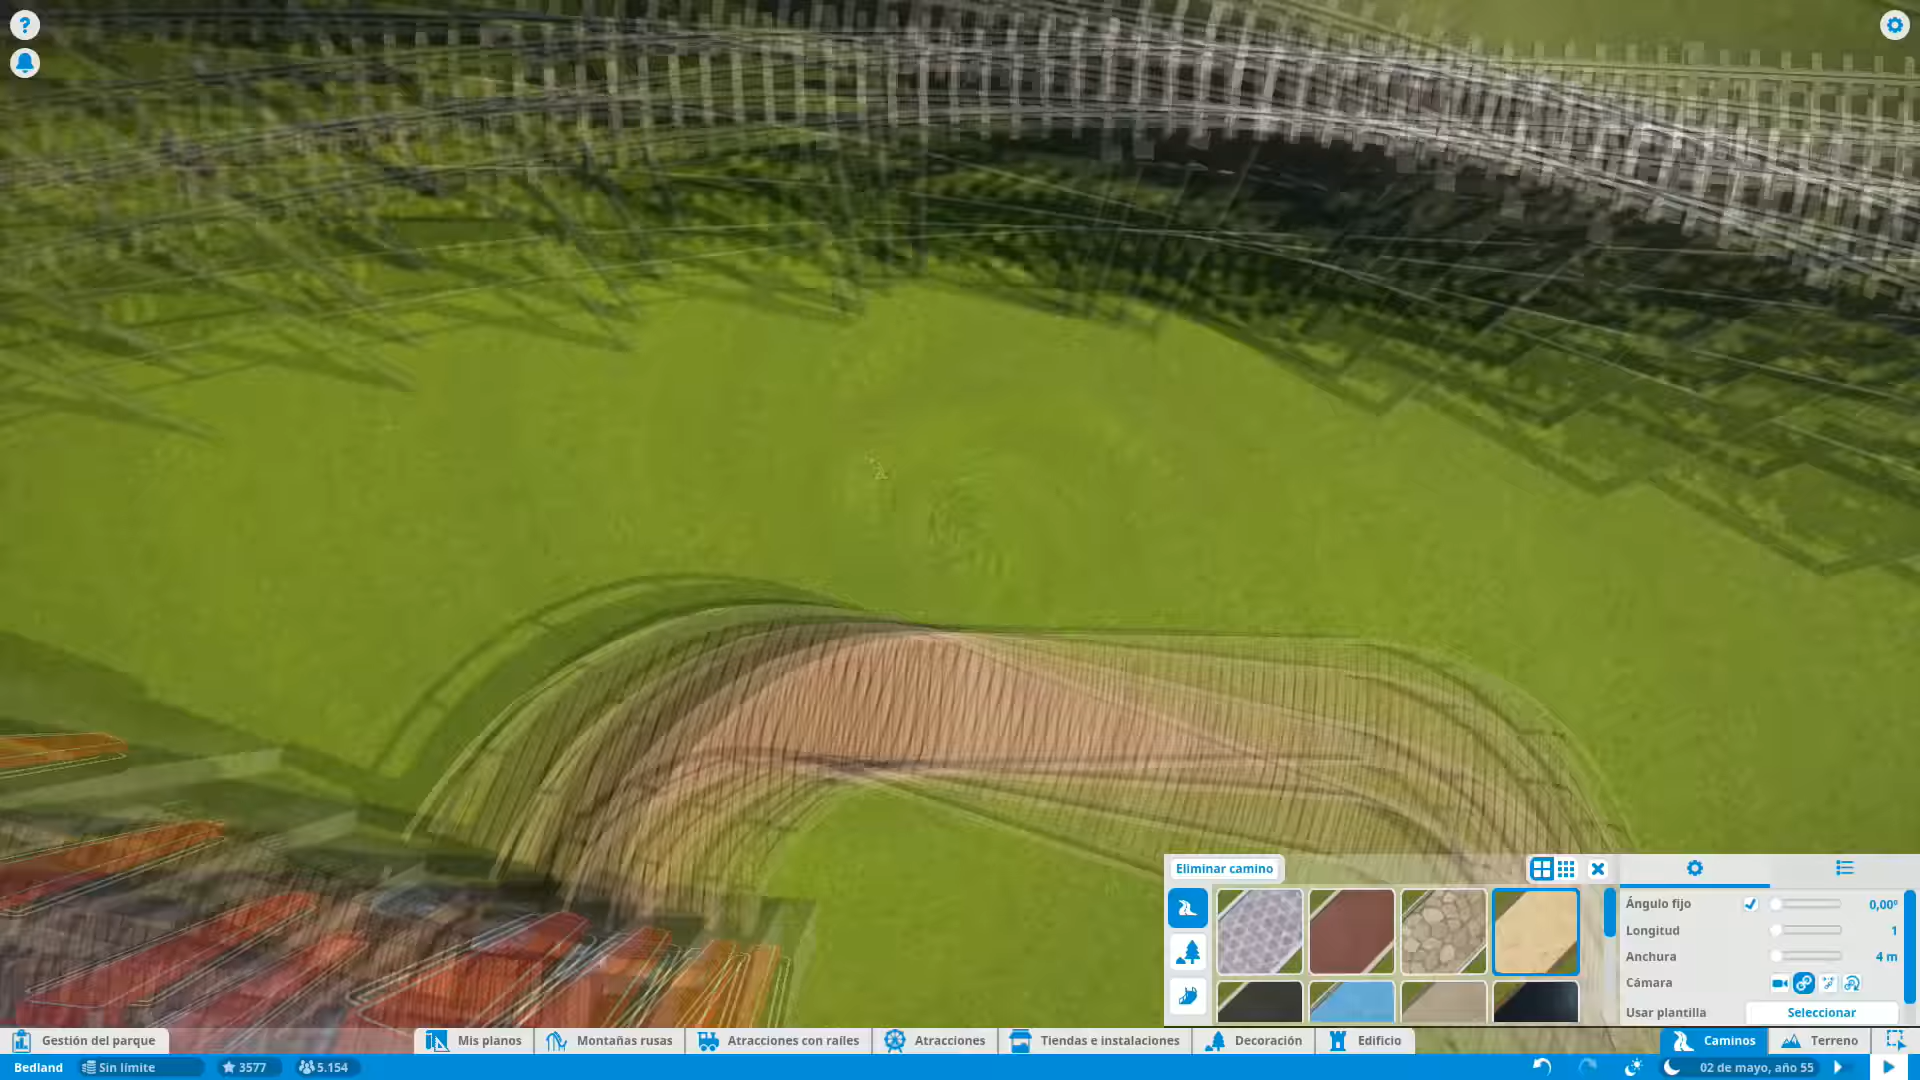 ?
Eliminar camino
Ángulo fijo 0,00º
Longitud 1
Anchura 4 m
Cámara
Usar plantilla Seleccionar
Gestión del parque Mis planos Montañas rusas Atracciones con raíles Atracciones Tiendas e instalaciones Decoración Edificio Caminos Terreno
Bedland Sin límite 3577 5.154 02 de mayo, año 55